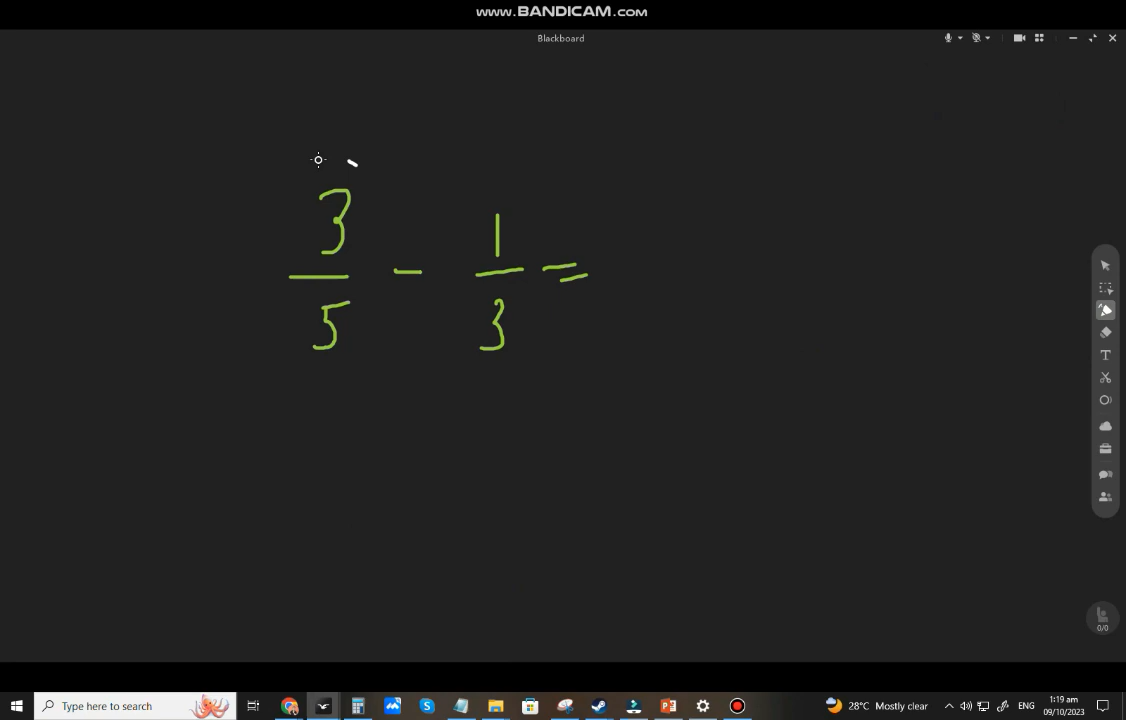 www.BANDICAM.com
Blackboard
3/5 - 1/3 =
0/0
Type here to search
28°C Mostly clear
ENG
1:19 am
09/10/2023